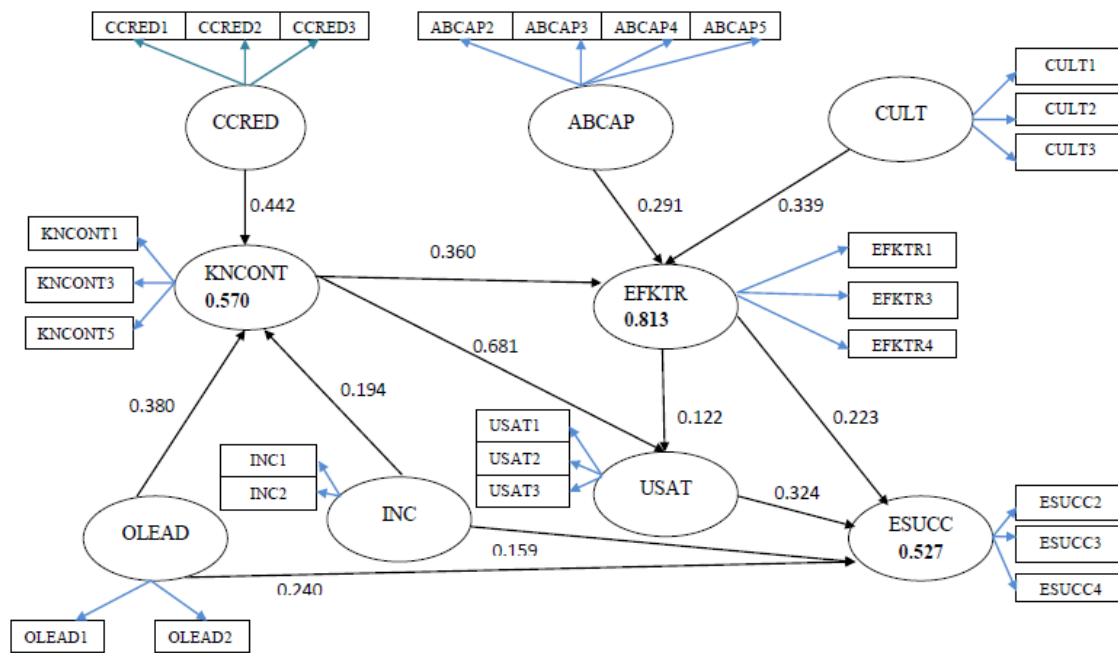 CCRED1 CCRED2 CCRED3
ABCAP2 ABCAP3 ABCAP4 ABCAP5
CCRED
ABCAP
CULT
CULT1
CULT2
CULT3
0.442
0.291
0.339
KNCONT1
KNCONT3
KNCONT5
KNCONT
0.570
0.360
EFKTR
0.813
EFKTR1
EFKTR3
EFKTR4
0.380
0.194
0.681
0.122
0.223
INC1
INC2
USAT1
USAT2
USAT3
OLEAD
INC
USAT
0.324
ESUCC
0.527
ESUCC2
ESUCC3
ESUCC4
0.159
0.240
OLEAD1
OLEAD2